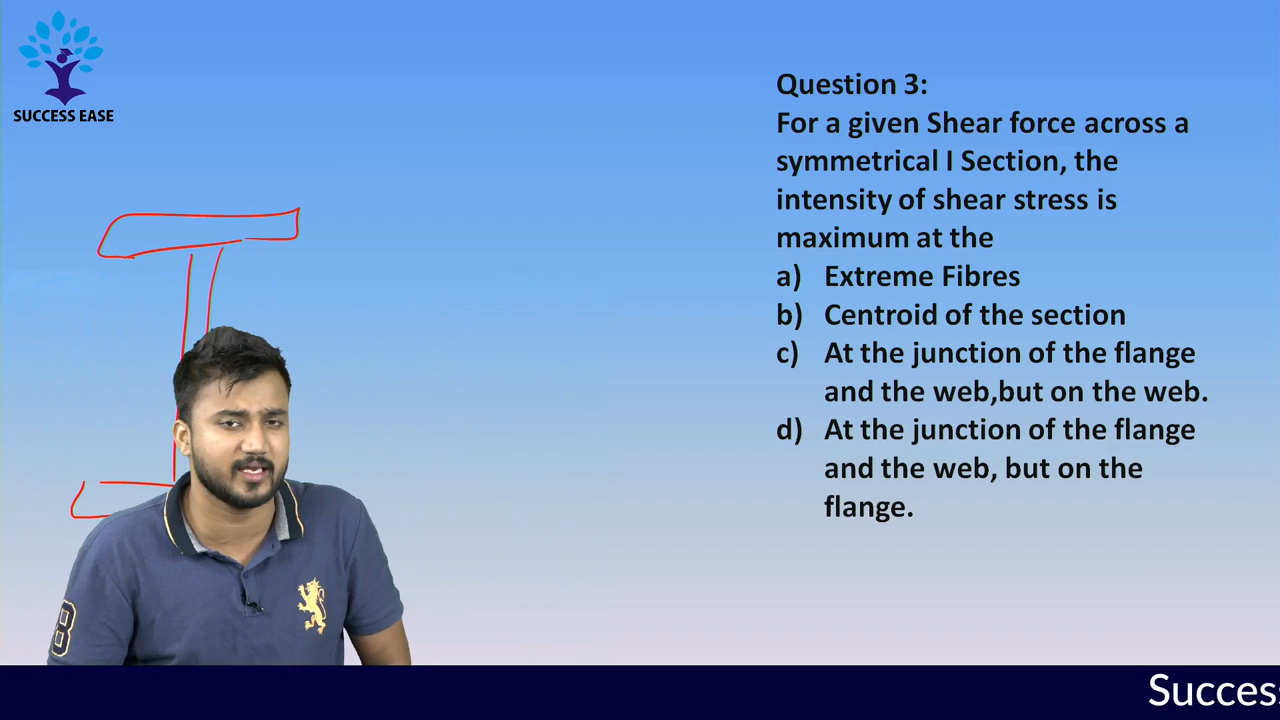 SUCCESS EASE
Question 3:
For a given Shear force across a
symmetrical I Section, the
intensity of shear stress is
maximum at the
a) Extreme Fibres
b) Centroid of the section
c) At the junction of the flange
and the web,but on the web.
d) At the junction of the flange
and the web, but on the
flange.
B
Succes